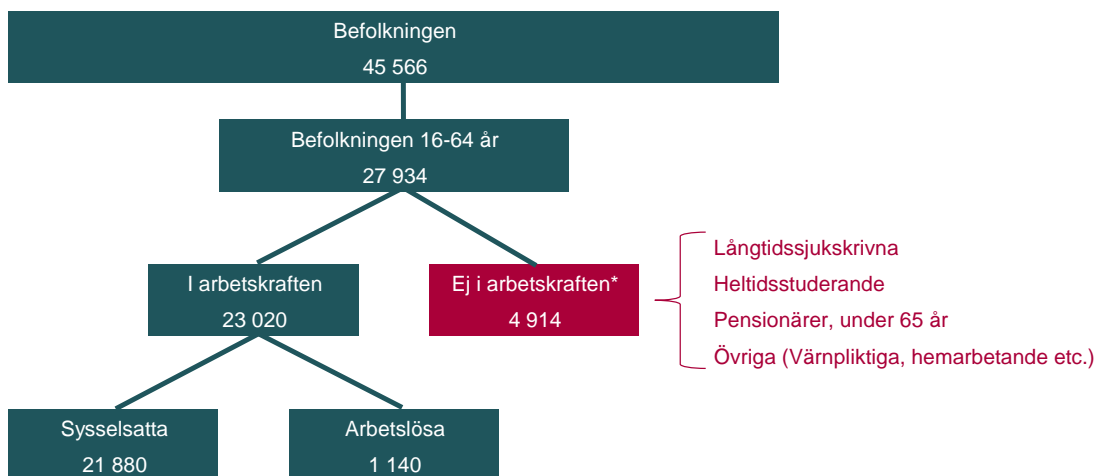 Befolkningen
45 566
Befolkningen 16-64 år
27 934
I arbetskraften
23 020
Ej i arbetskraften*
4 914
Långtidssjukskrivna
Heltidsstuderande
Pensionärer, under 65 år
Övriga (Värnpliktiga, hemarbetande etc.)
Sysselsatta
21 880
Arbetslösa
1 140